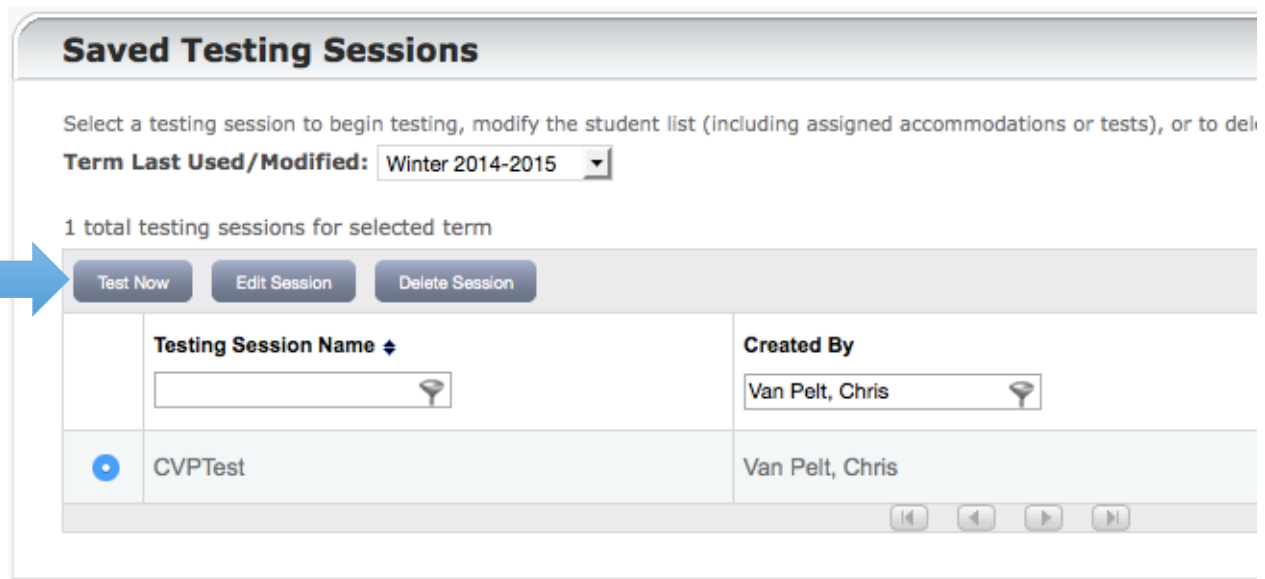 Saved Testing Sessions
Select a testing session to begin testing, modify the student list (including assigned accommodations or tests), or to del
Term Last Used/Modified: Winter 2014-2015
1 total testing sessions for selected term
Test Now Edit Session Delete Session
Testing Session Name Created By
Van Pelt, Chris
CVPTest Van Pelt, Chris